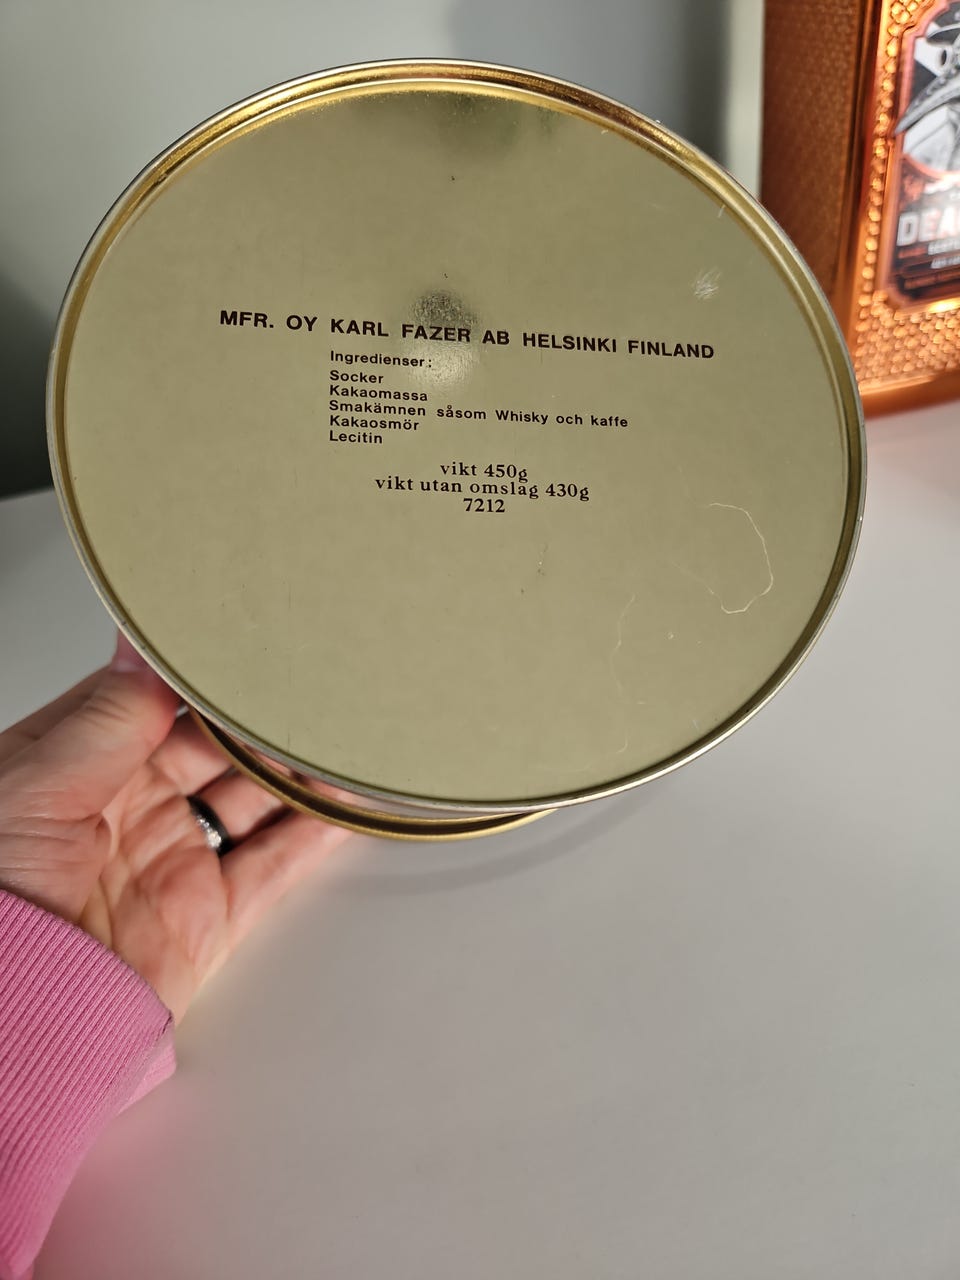 MFR. OY KARL FAZER AB HELSINKI FINLAND
Ingredienser:
Socker
Kakaomassa
Smakämnen såsom Whisky och kaffe
Kakaosmör
Lecitin
vikt 450g
vikt utan omslag 430g
7212